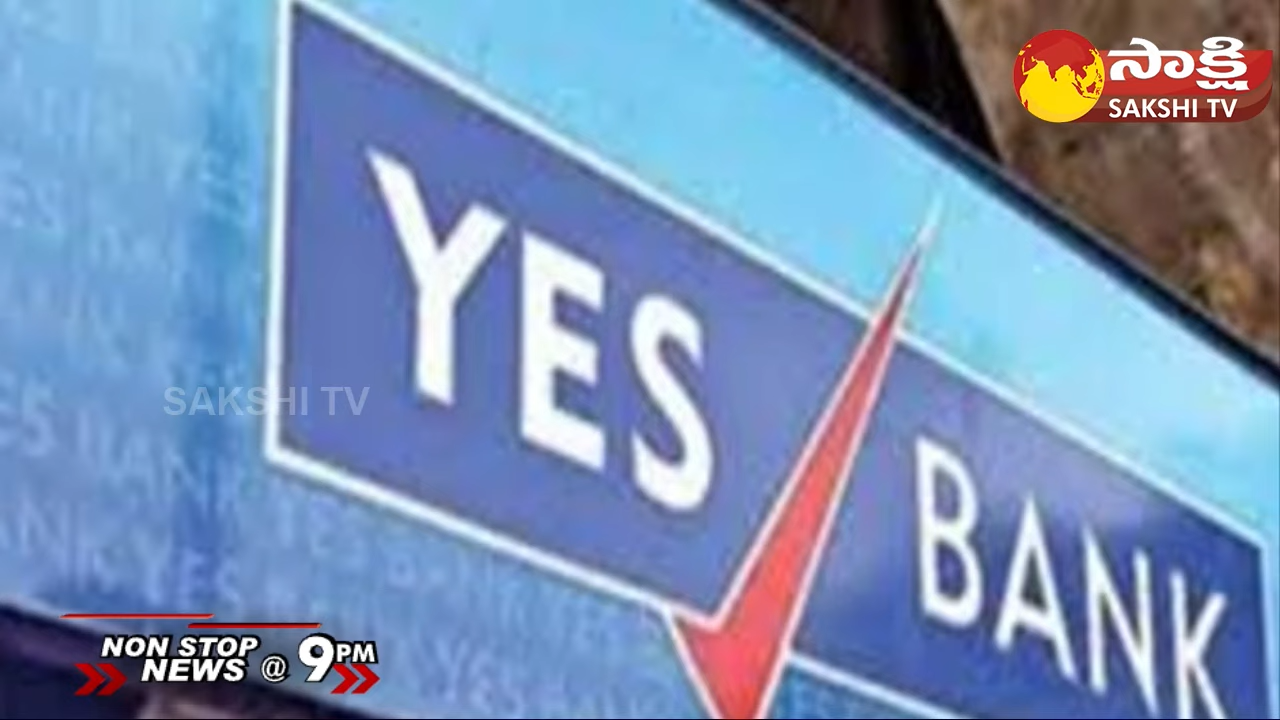 సాక్షి
SAKSHI TV
YES BANK
SAKSHI TV
NON STOP
NEWS @ 9PM